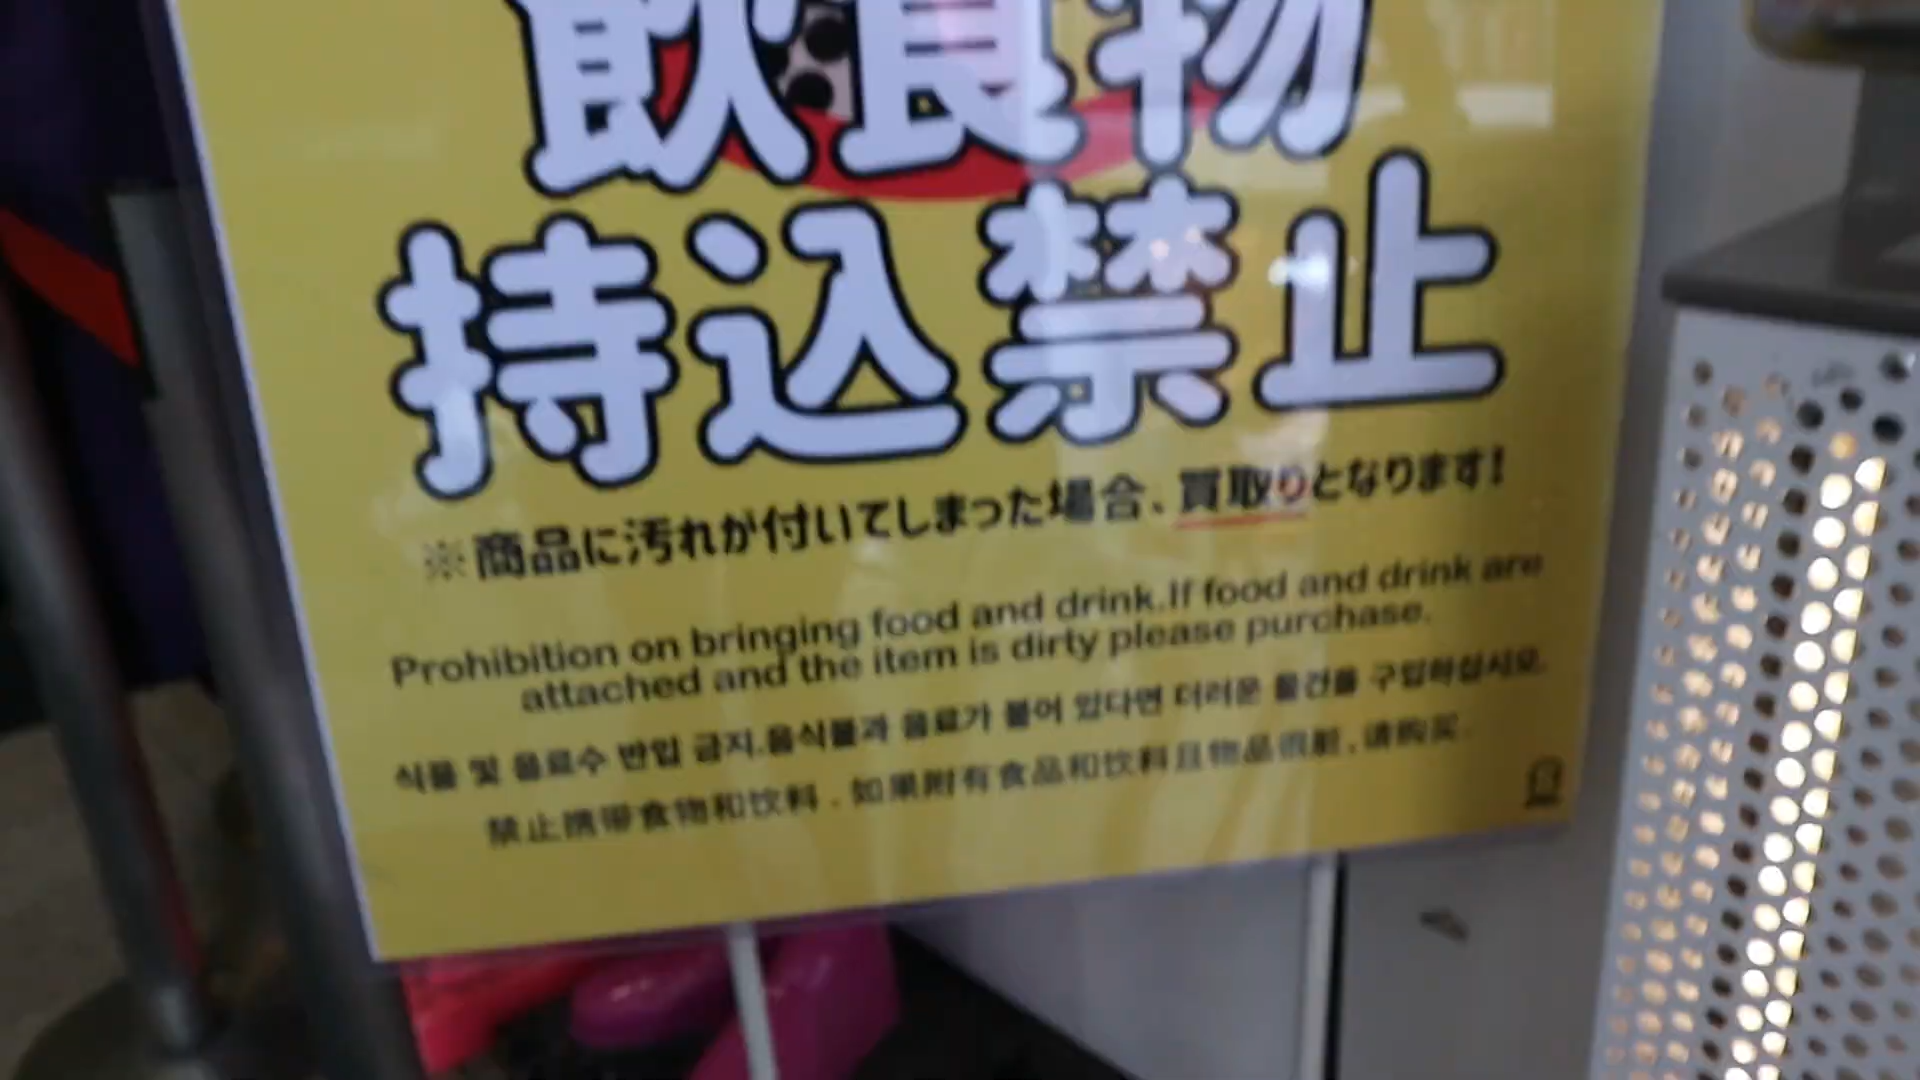 飲食物
持込禁止
※商品に汚れが付いてしまった場合、買取りとなります!
Prohibition on bringing food and drink.If food and drink are
attached and the item is dirty please purchase.
식물 및 음료수 반입 금지.음식물과 음료가 붙어 있다면 더러운 물건을 구입하십시오.
禁止携带食物和饮料.如果附有食品和饮料且物品很脏,请购买.